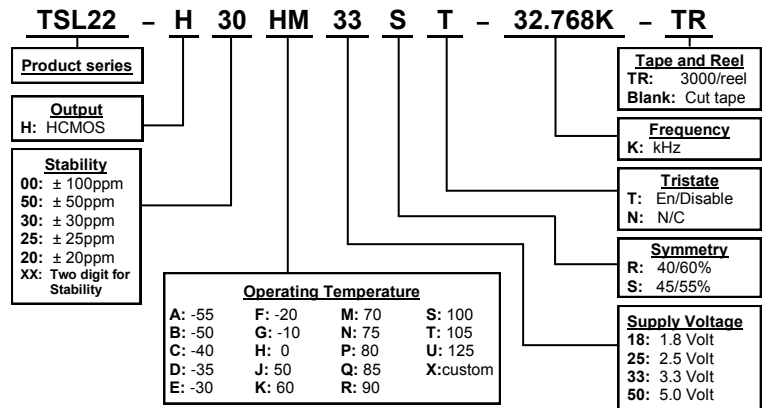 TSL22 – H 30 HM 33 S T – 32.768K – TR
Product series
Output
H: HCMOS
Stability
00: ± 100ppm
50: ± 50ppm
30: ± 30ppm
25: ± 25ppm
20: ± 20ppm
XX: Two digit for
Stability
Operating Temperature
A: -55 F: -20 M: 70 S: 100
B: -50 G: -10 N: 75 T: 105
C: -40 H: 0 P: 80 U: 125
D: -35 J: 50 Q: 85 X:custom
E: -30 K: 60 R: 90
Tape and Reel
TR: 3000/reel
Blank: Cut tape
Frequency
K: kHz
Tristate
T: En/Disable
N: N/C
Symmetry
R: 40/60%
S: 45/55%
Supply Voltage
18: 1.8 Volt
25: 2.5 Volt
33: 3.3 Volt
50: 5.0 Volt